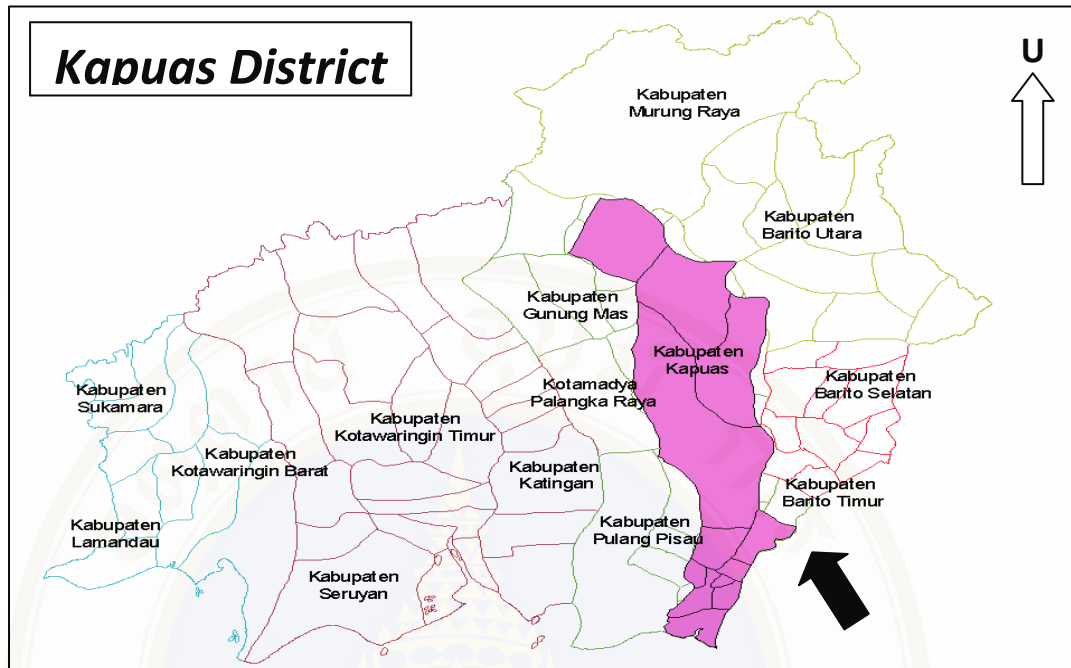 Kapuas District
U
Kabupaten
Murung Raya
Kabupaten
Barito Utara
Kabupaten
Gunung Mas
Kabupaten
Kapuas
Kabupaten
Barito Selatan
Kabupaten
Sukamara
Kotamadya
Palangka Raya
Kabupaten
Kotawaringin Timur
Kabupaten
Kotawaringin Barat
Kabupaten
Katingan
Kabupaten
Barito Timur
Kabupaten
Lamandau
Kabupaten
Pulang Pisau
Kabupaten
Seruyan